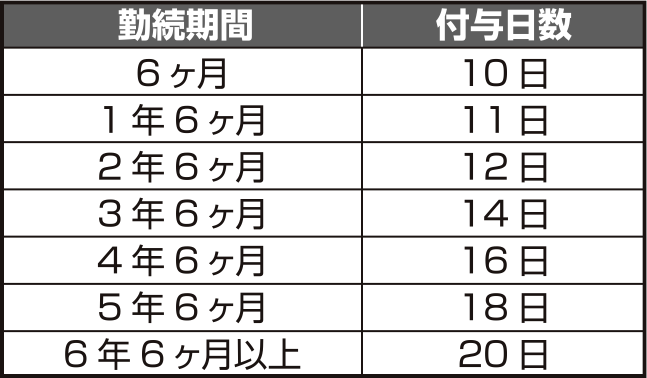 勤続期間 付与日数
6ヶ月 10日
1年6ヶ月 11日
2年6ヶ月 12日
3年6ヶ月 14日
4年6ヶ月 16日
5年6ヶ月 18日
6年6ヶ月以上 20日